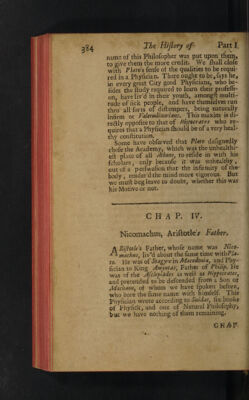 384
The History of Part I.
name of this Philosopher was put upon them,
to give them the more credit. We shall close
with Plato's sense of the qualities to be requi-
red in a Physician. There ought to be, says he,
in every great City good Physicians, who be-
sides the study required to learn their professi-
on, have liv'd in their youth, amongst multi-
tude of sick people, and have themselves run
thro' all sorts of distempers, being naturally
infirm or Valetudinarians. This maxim is di-
rectly opposite to that of Hippocrates who re-
quires that a Physician should be of a very heal-
thy constitution.
Some have observed that Plato designedly
chose the Academy, which was the unhealthi-
est place of all Athens, to reside in with his
scholars, only because it was unhealthy,
out of a perswasion that the infirmity of the
body, render'd the mind more vigorous. But
we must beg leave to doubt, whether this was
his Motive or not.
CHAP. IV.
Nicomachus, Aristotle's Father.
Aristotle's Father, whose name was Nico-
machus, liv'd about the same time with Pla-
to. He was of Stagyra in Macedonia, and Phy-
sician to King Amyntas, Father of Philip. He
was of the Asclepiades as well as Hippocrates,
and pretended to be descended from a Son of
Machaon, of whom we have spoken before,
who bore the same name with himself. This
Physician wrote according to Suidas, six books
of Physick, and one of Natural Philosophy,
but we have nothing of them remaining.
CHAP